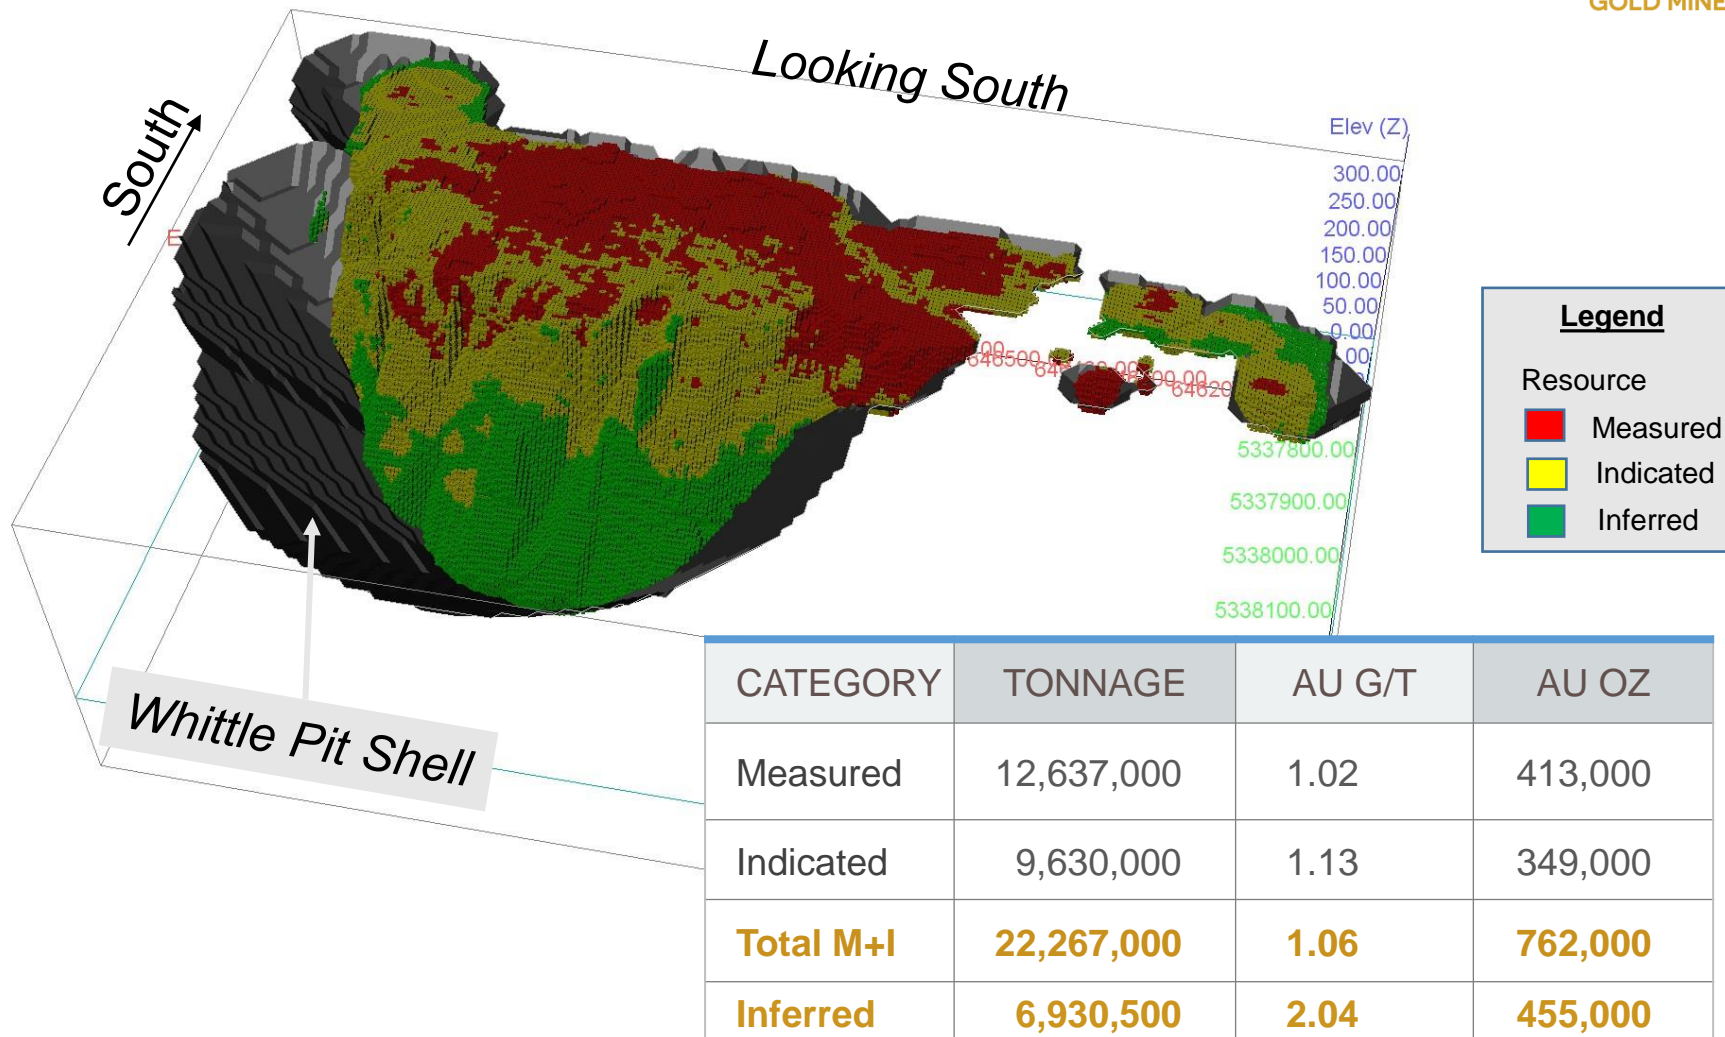 GOLD MINE
Looking South
South
Elev (Z)
300.00
250.00
200.00
150.00
100.00
50.00
0.00
E
5337800.00
5337900.00
5338000.00
5338100.00
Legend
Resource
Measured
Indicated
Inferred
Whittle Pit Shell
CATEGORY TONNAGE AU G/T AU OZ
Measured 12,637,000 1.02 413,000
Indicated 9,630,000 1.13 349,000
Total M+I 22,267,000 1.06 762,000
Inferred 6,930,500 2.04 455,000